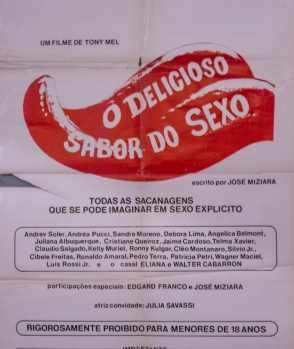 UM FILME DE TONY MEL
O DELICIOSO
SABOR DO SEXO
escrito por JOSÉ MIZIARA
TODAS AS SACANAGENS
QUE SE PODE IMAGINAR EM SEXO EXPLICITO
Andrew Soler, Andréa Pucci, Sandra Moreno, Debora Lima, Angelica Belmont,
Juliana Albuquerque, Cristiane Queiroz, Jaime Cardoso, Telma Xavier,
Claudio Salgado, Kelly Muriel, Ronny Kulgar, Cléo Montanaro, Silvio Jr.,
Cibele Freitas, Ronaldo Amaral, Pedro Terra, Patricia Petri, Wagner Maciel,
Luis Rossi Jr. e o casal ELIANA e WALTER CABARRON
participações especiais: EDGARD FRANCO e JOSÉ MIZIARA
atriz convidada: JULIA SAVASSI
RIGOROSAMENTE PROIBIDO PARA MENORES DE 18 ANOS
IMPORTANTE